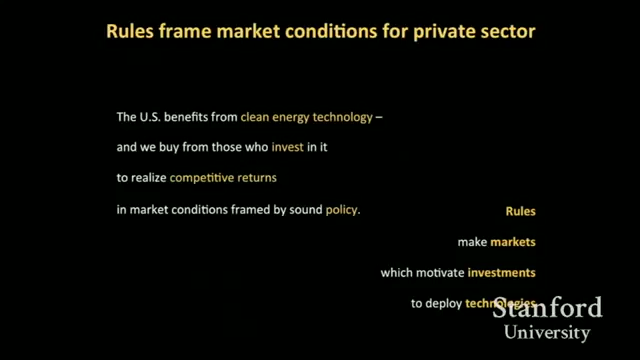 Rules frame market conditions for private sector
The U.S. benefits from clean energy technology –
and we buy from those who invest in it
to realize competitive returns
in market conditions framed by sound policy.
Rules
make markets
which motivate investments
to deploy technologies
Stanford
University